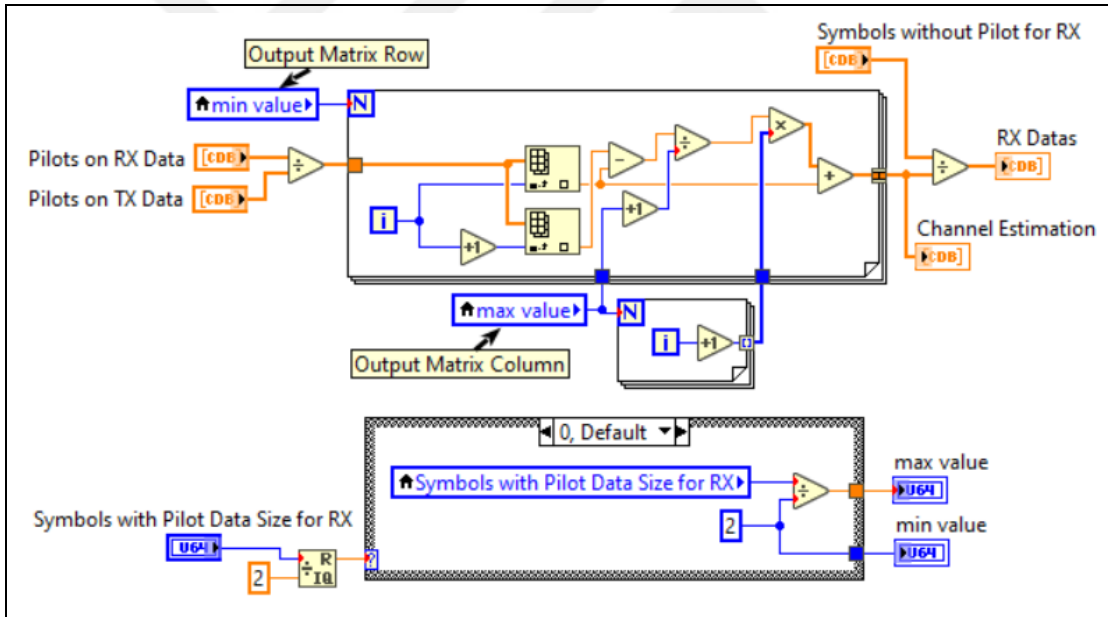 Symbols without Pilot for RX
[CDB]
Output Matrix Row
min value
N
Pilots on RX Data
[CDB]
÷
Pilots on TX Data
[CDB]
i
+1
−
+1
÷
×
+
÷
RX Datas
[CDB]
Channel Estimation
[CDB]
max value
Output Matrix Column
N
i
+1
0, Default
Symbols with Pilot Data Size for RX
÷
2
max value
U64
min value
U64
Symbols with Pilot Data Size for RX
U64
2
÷ R
IQ
?